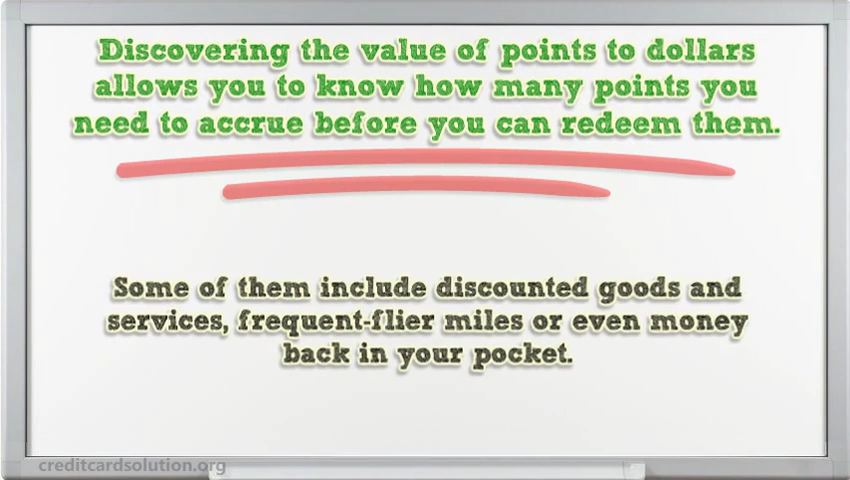 Discovering the value of points to dollars
allows you to know how many points you
need to accrue before you can redeem them.
Some of them include discounted goods and
services, frequent-flier miles or even money
back in your pocket.
creditcardsolution.org